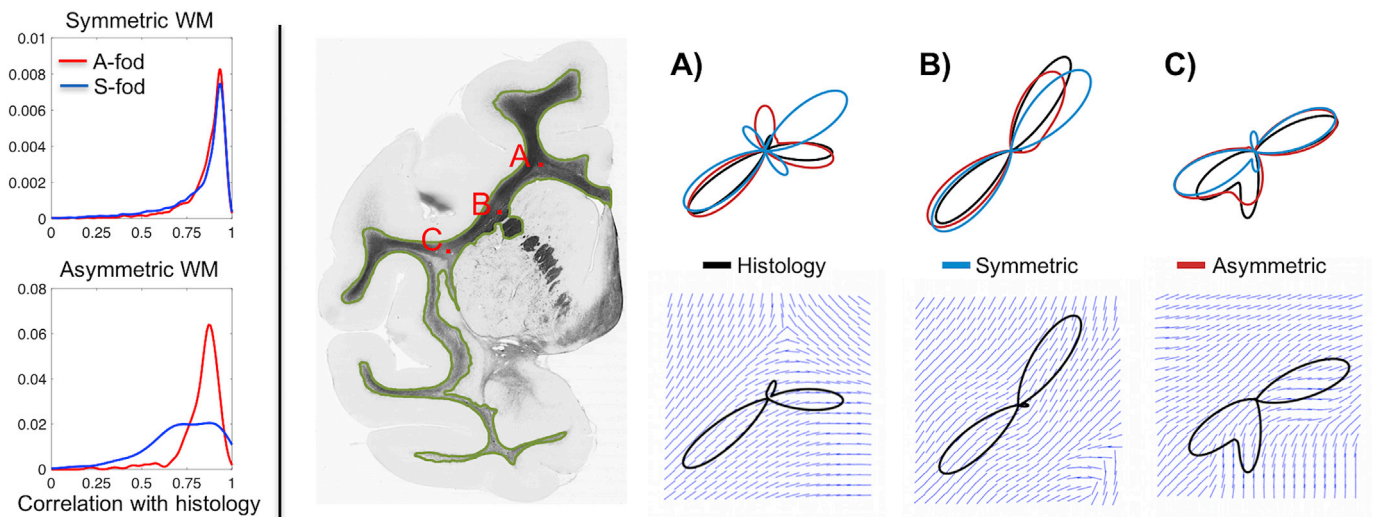 Symmetric WM
0.01
0.008
0.006
0.004
0.002
0
0 0.25 0.5 0.75 1
A-fod
S-fod
Asymmetric WM
0.08
0.06
0.04
0.02
0
0 0.25 0.5 0.75 1
Correlation with histology
A.
B.
C.
A)
B)
C)
Histology
Symmetric
Asymmetric